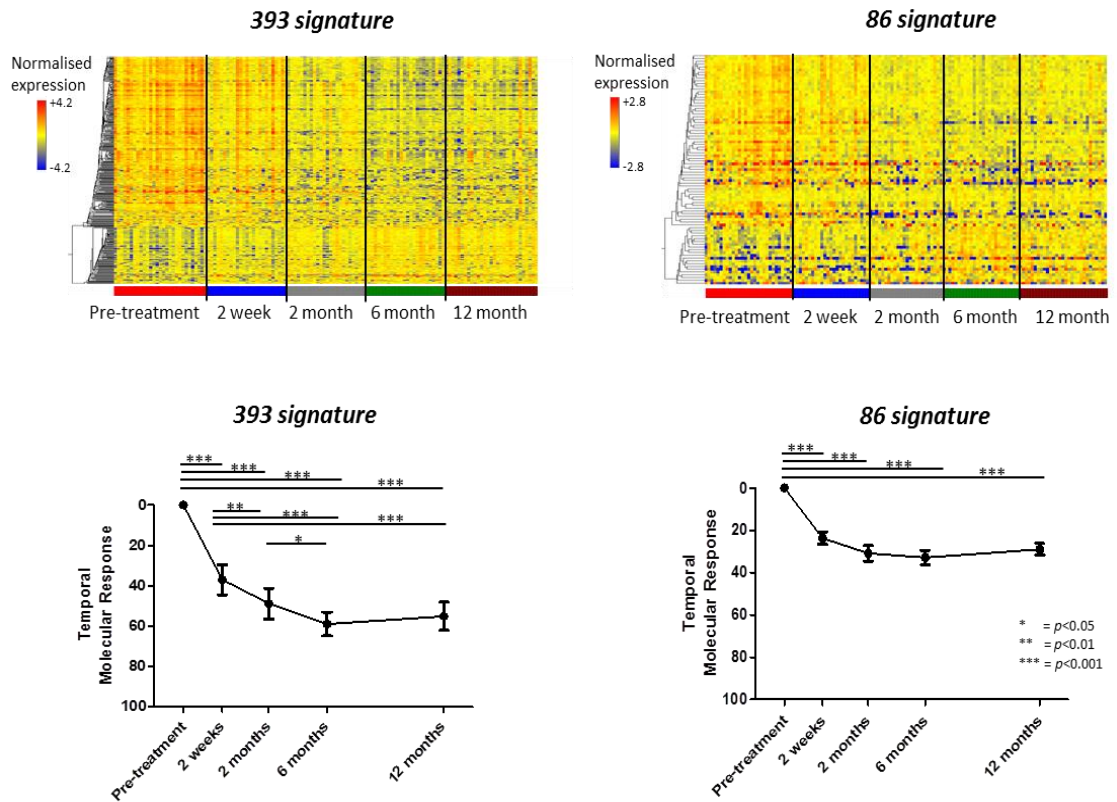 393 signature
Normalised
expression
+4.2
-4.2
Pre-treatment 2 week 2 month 6 month 12 month
86 signature
Normalised
expression
+2.8
-2.8
Pre-treatment 2 week 2 month 6 month 12 month
393 signature
***
***
***
***
**
***
***
*
Temporal
Molecular Response
0
20
40
60
80
100
Pre-treatment
2 weeks
2 months
6 months
12 months
86 signature
***
***
***
***
Temporal
Molecular Response
0
20
40
60
80
100
* = p<0.05
** = p<0.01
*** = p<0.001
Pre-treatment
2 weeks
2 months
6 months
12 months